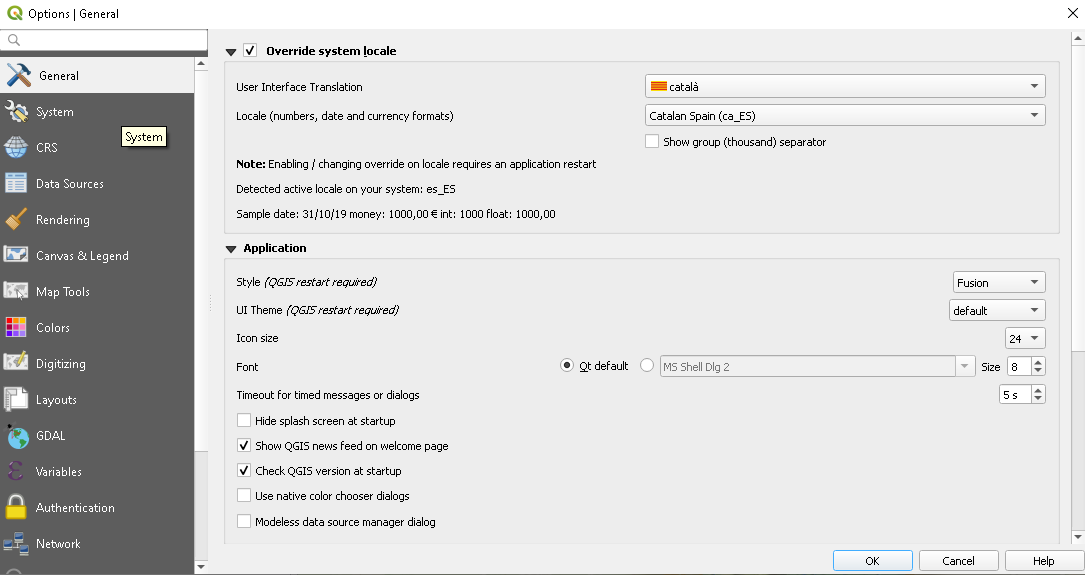 Options | General
General
System
System
CRS
Data Sources
Rendering
Canvas & Legend
Map Tools
Colors
Digitizing
Layouts
GDAL
Variables
Authentication
Network
Override system locale
User Interface Translation català
Locale (numbers, date and currency formats) Catalan Spain (ca_ES)
Show group (thousand) separator
Note: Enabling / changing override on locale requires an application restart
Detected active locale on your system: es_ES
Sample date: 31/10/19 money: 1000,00 € int: 1000 float: 1000,00
Application
Style (QGIS restart required) Fusion
UI Theme (QGIS restart required) default
Icon size 24
Font Qt default MS Shell Dlg 2 Size 8
Timeout for timed messages or dialogs 5 s
Hide splash screen at startup
Show QGIS news feed on welcome page
Check QGIS version at startup
Use native color chooser dialogs
Modeless data source manager dialog
OK Cancel Help